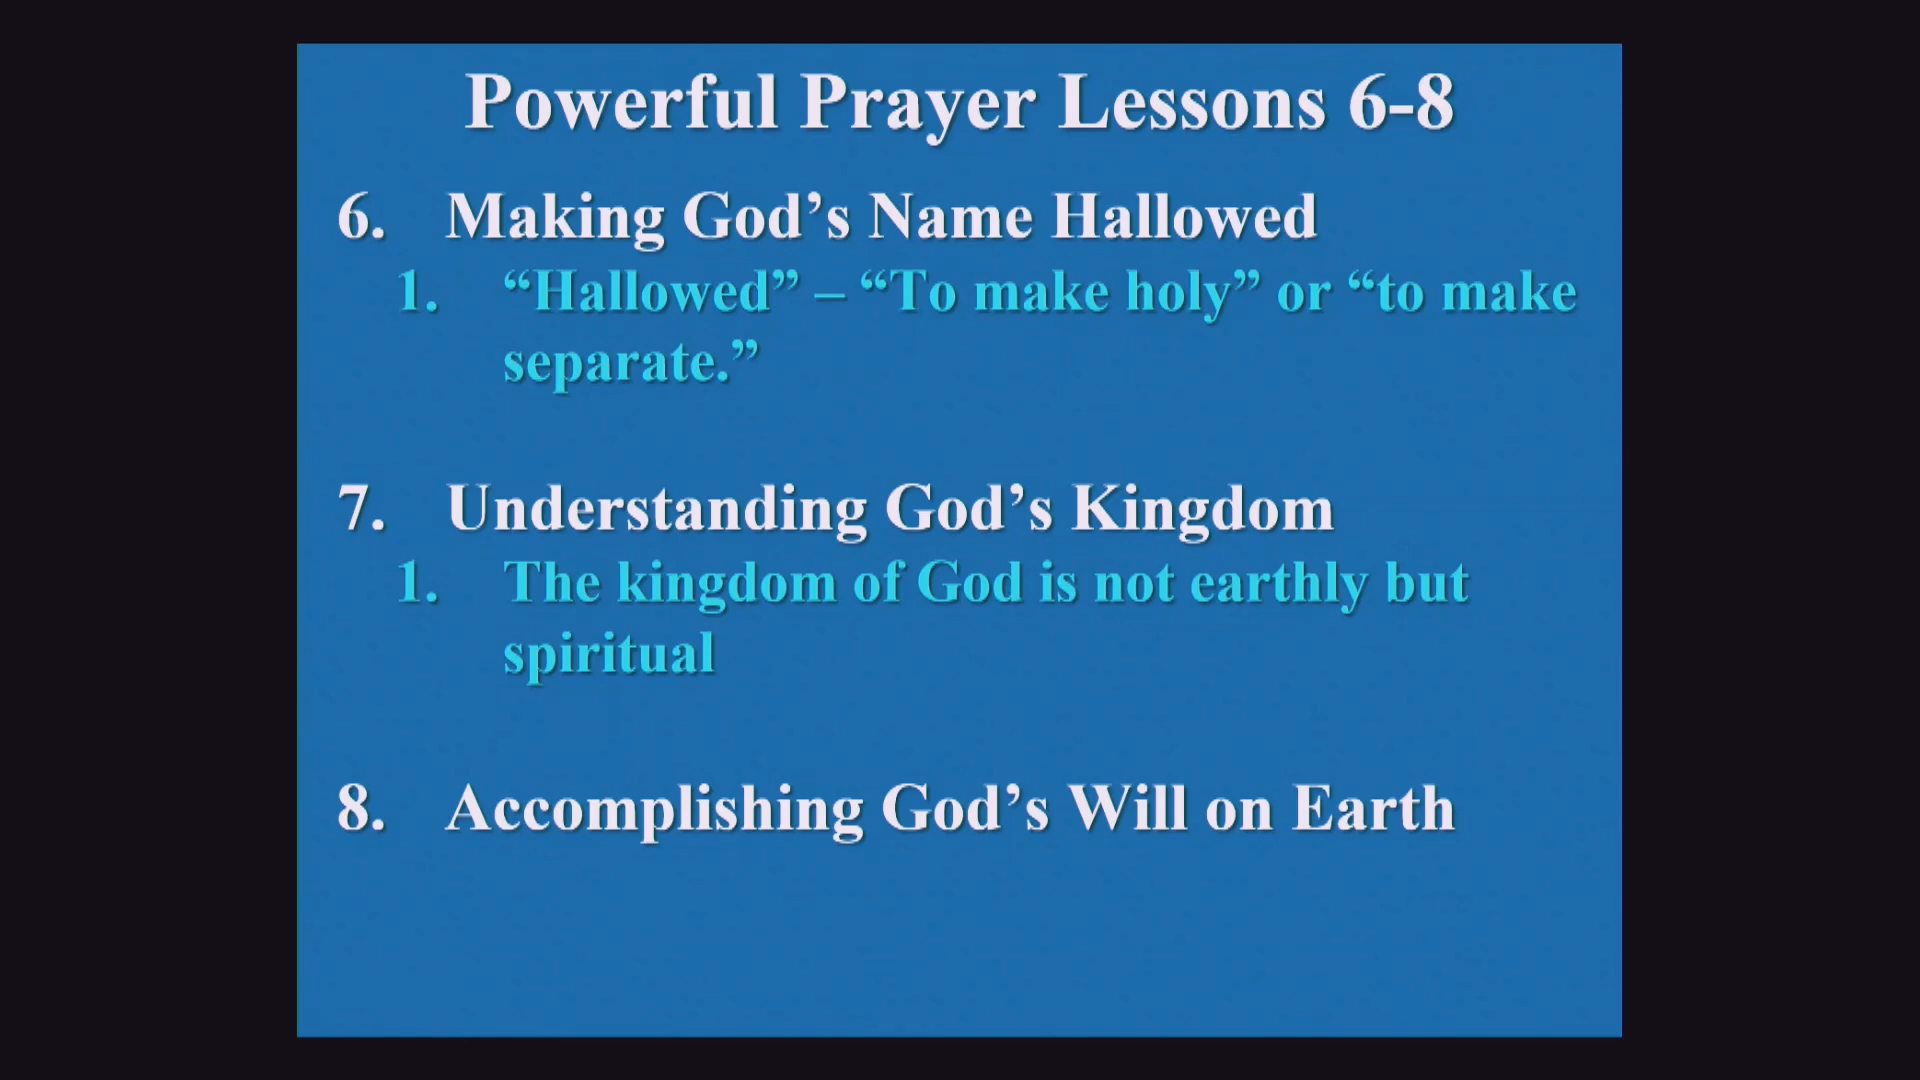 Powerful Prayer Lessons 6-8
6. Making God’s Name Hallowed
1. “Hallowed” – “To make holy” or “to make
separate.”
7. Understanding God’s Kingdom
1. The kingdom of God is not earthly but
spiritual
8. Accomplishing God’s Will on Earth